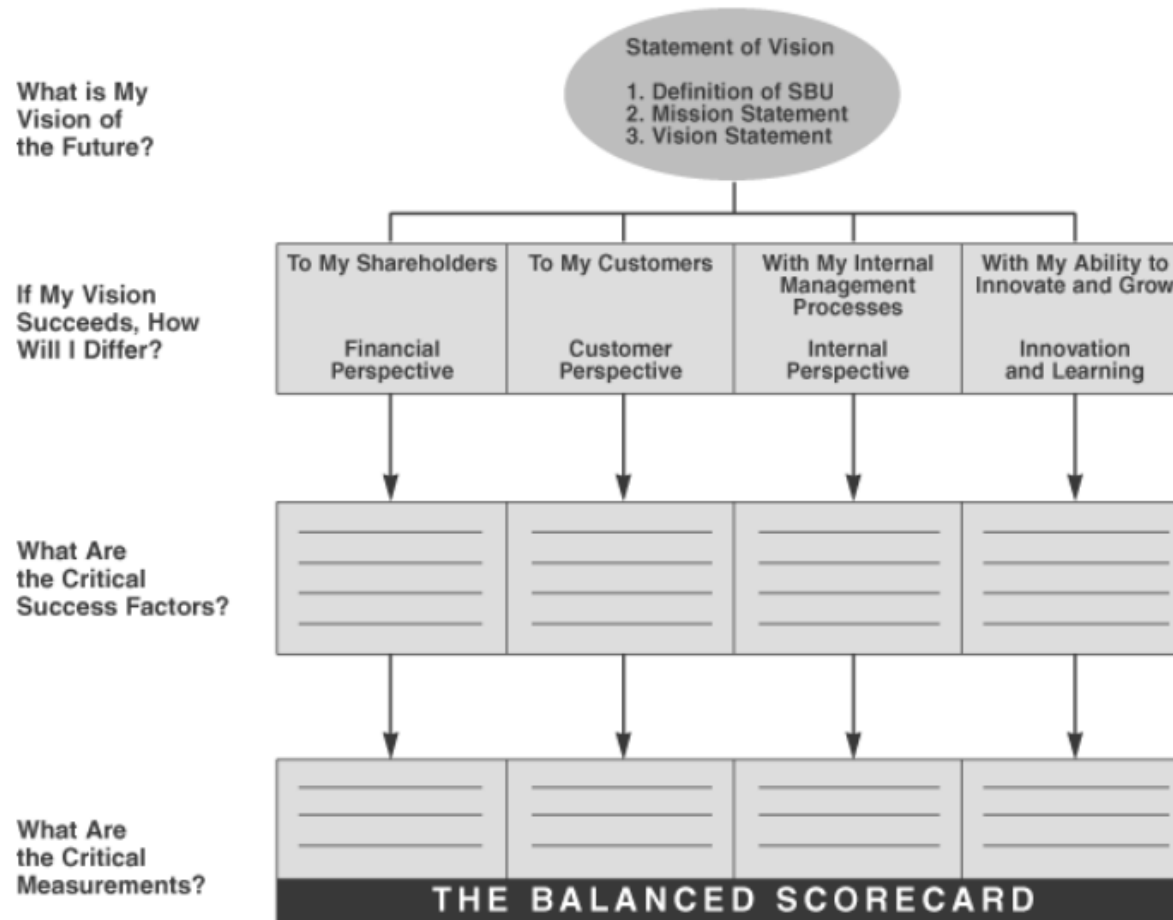 Statement of Vision
1. Definition of SBU
2. Mission Statement
3. Vision Statement
What is My
Vision of
the Future?
If My Vision
Succeeds, How
Will I Differ?
To My Shareholders
Financial
Perspective
To My Customers
Customer
Perspective
With My Internal
Management
Processes
Internal
Perspective
With My Ability to
Innovate and Grow
Innovation
and Learning
What Are
the Critical
Success Factors?
What Are
the Critical
Measurements?
THE BALANCED SCORECARD